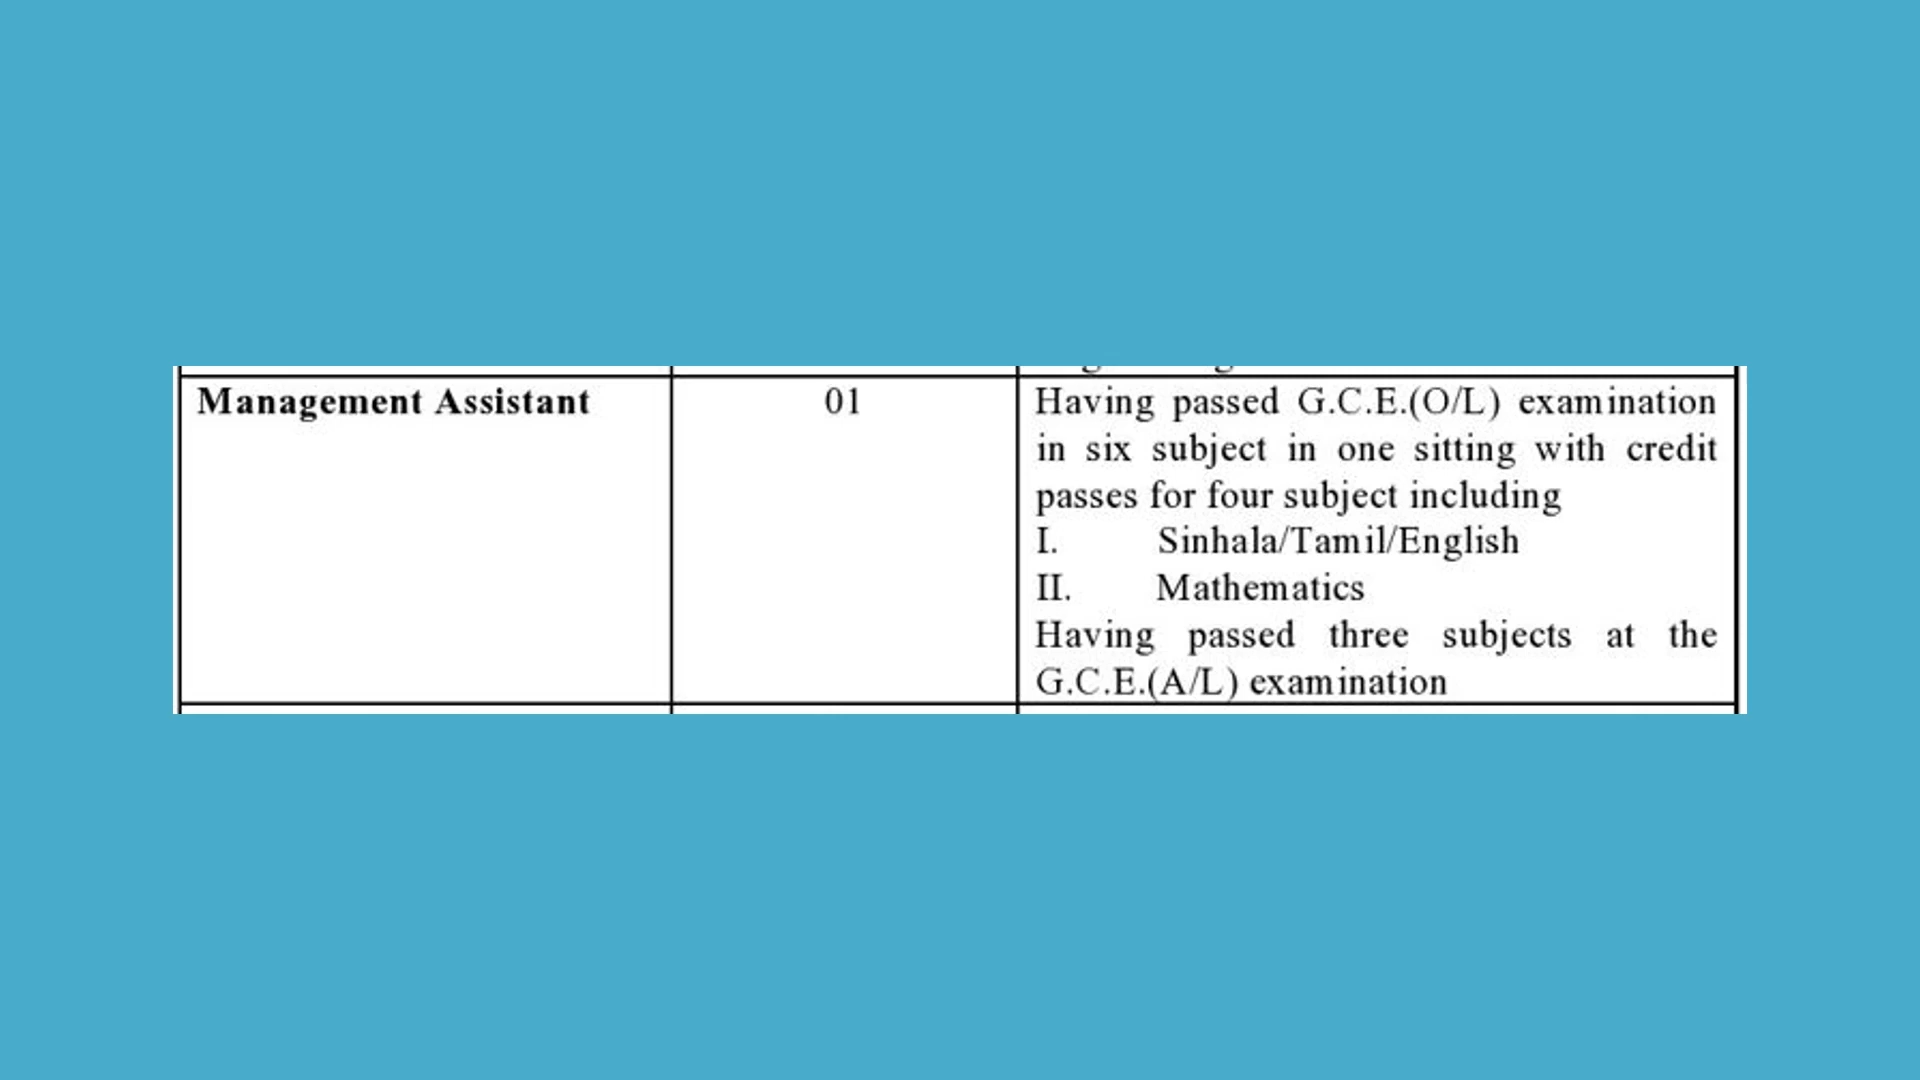 Management Assistant
01
Having passed G.C.E.(O/L) examination
in six subject in one sitting with credit
passes for four subject including
I. Sinhala/Tamil/English
II. Mathematics
Having passed three subjects at the
G.C.E.(A/L) examination